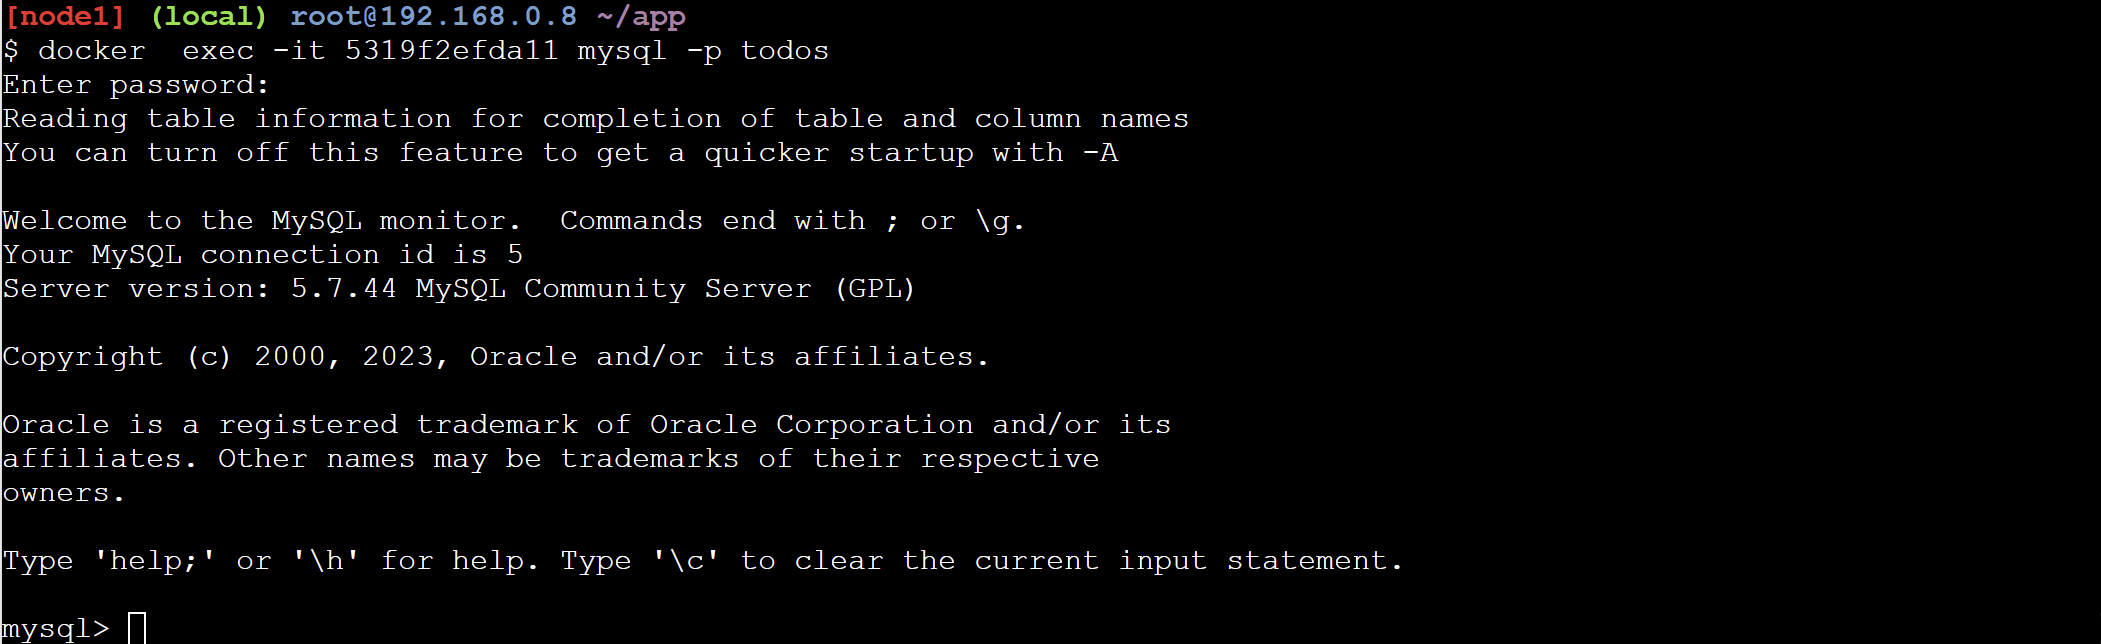 [node1] (local) root@192.168.0.8 ~/app
$ docker  exec -it 5319f2efda11 mysql -p todos
Enter password:
Reading table information for completion of table and column names
You can turn off this feature to get a quicker startup with -A
Welcome to the MySQL monitor.  Commands end with ; or \g.
Your MySQL connection id is 5
Server version: 5.7.44 MySQL Community Server (GPL)
Copyright (c) 2000, 2023, Oracle and/or its affiliates.
Oracle is a registered trademark of Oracle Corporation and/or its
affiliates. Other names may be trademarks of their respective
owners.
Type 'help;' or '\h' for help. Type '\c' to clear the current input statement.
mysql>